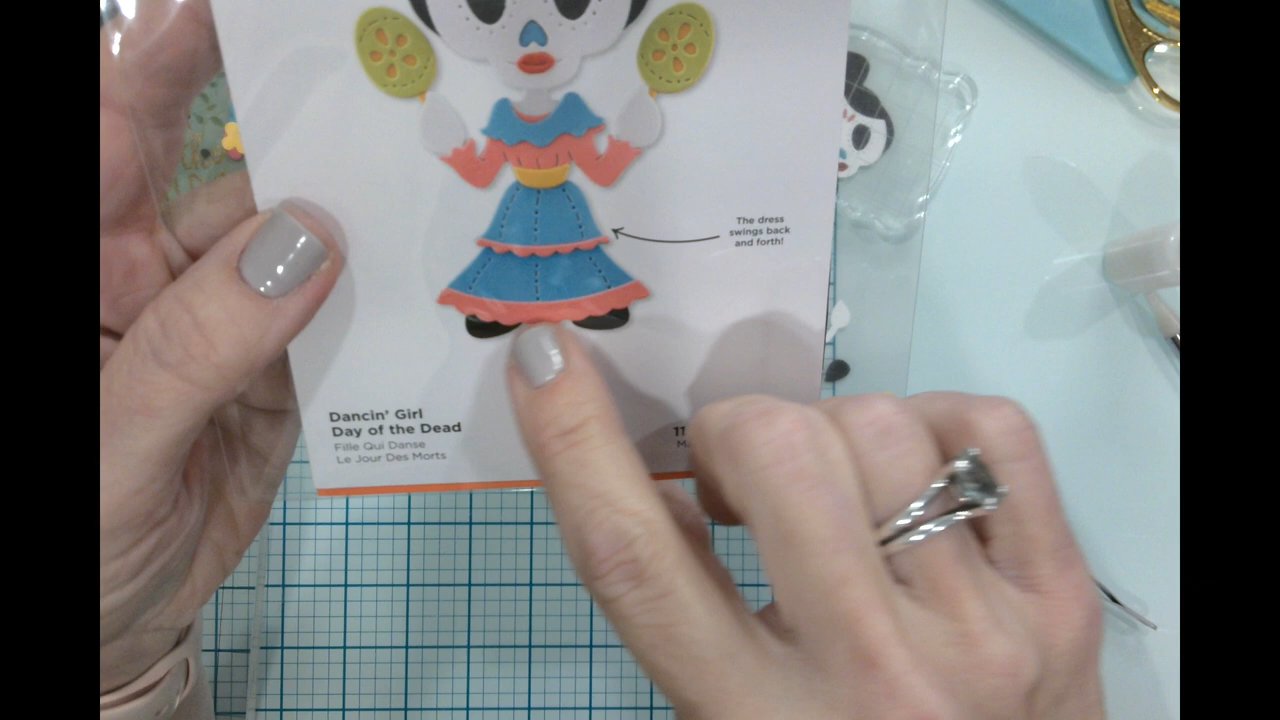 The dress
swings back
and forth!
Dancin' Girl
Day of the Dead
Fille Qui Danse
Le Jour Des Morts
11